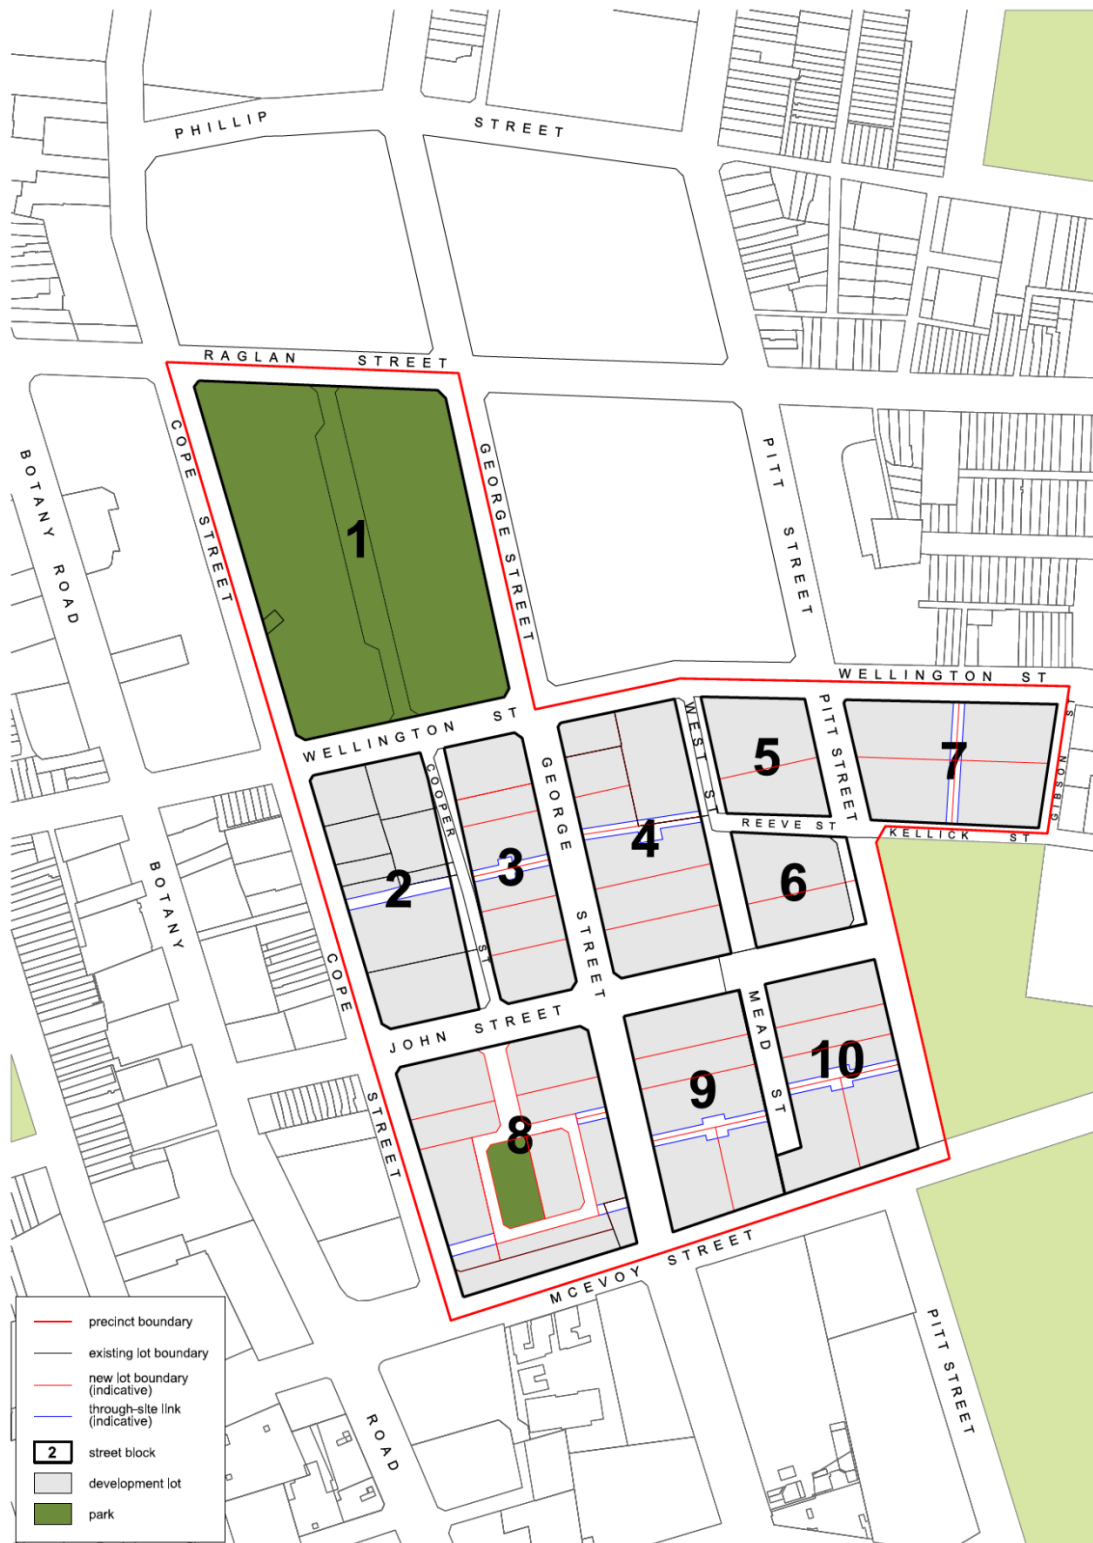 PHILLIP STREET
RAGLAN STREET
COPE STREET
GEORGE STREET
BOTANY ROAD
PITT STREET
1
WELLINGTON ST
WELLINGTON ST
WEST ST
PITT STREET
GIBSON ST
5
7
COOPER ST
GEORGE STREET
REEVE ST
KELLICK ST
2
3
4
6
BOTANY ROAD
COPE STREET
JOHN STREET
MEAD ST
8
9
10
MCEVOY STREET
PITT STREET
precinct boundary
existing lot boundary
new lot boundary
(indicative)
through-site link
(indicative)
2
street block
development lot
park